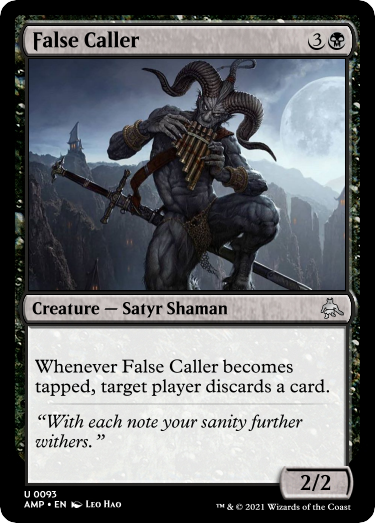 False Caller 3
Creature — Satyr Shaman
Whenever False Caller becomes
tapped, target player discards a card.
“With each note your sanity further
withers.”
2/2
U 0093
AMP • EN Leo Hao
™ & © 2021 Wizards of the Coast